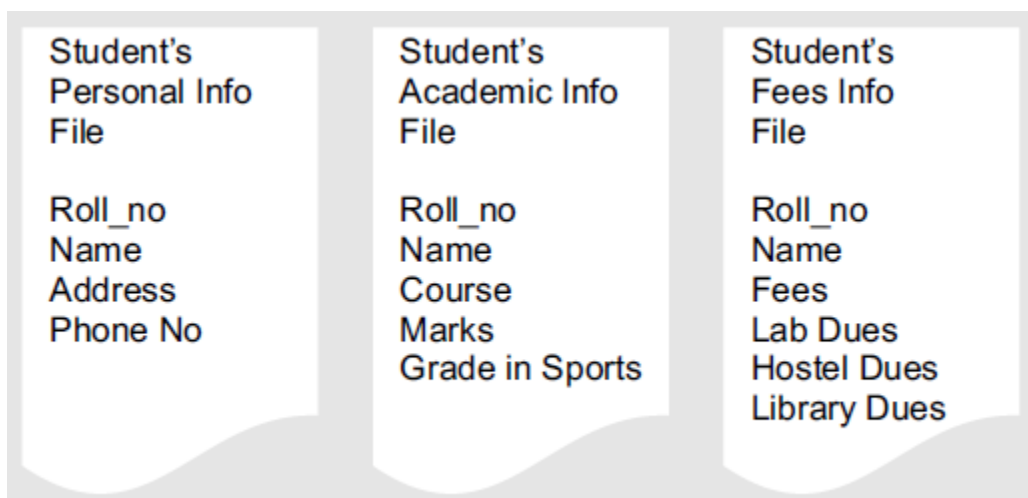 Student’s
Personal Info
File
Roll_no
Name
Address
Phone No
Student’s
Academic Info
File
Roll_no
Name
Course
Marks
Grade in Sports
Student’s
Fees Info
File
Roll_no
Name
Fees
Lab Dues
Hostel Dues
Library Dues